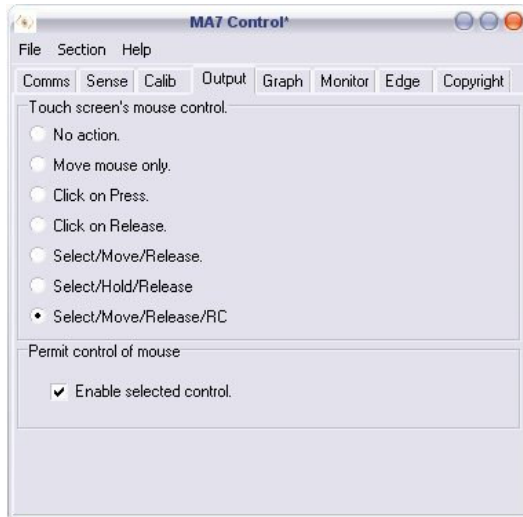 MA7 Control*
File Section Help
Comms Sense Calib Output Graph Monitor Edge Copyright
Touch screen's mouse control.
No action.
Move mouse only.
Click on Press.
Click on Release.
Select/Move/Release.
Select/Hold/Release
Select/Move/Release/RC
Permit control of mouse
Enable selected control.